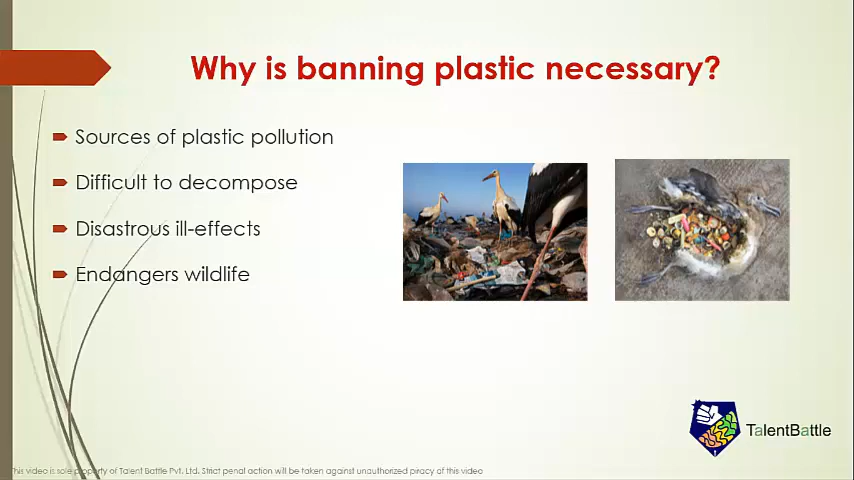 Why is banning plastic necessary?
Sources of plastic pollution
Difficult to decompose
Disastrous ill-effects
Endangers wildlife
TalentBattle
This video is sole property of Talent Battle Pvt. Ltd. Strict penal action will be taken against unauthorized piracy of this video